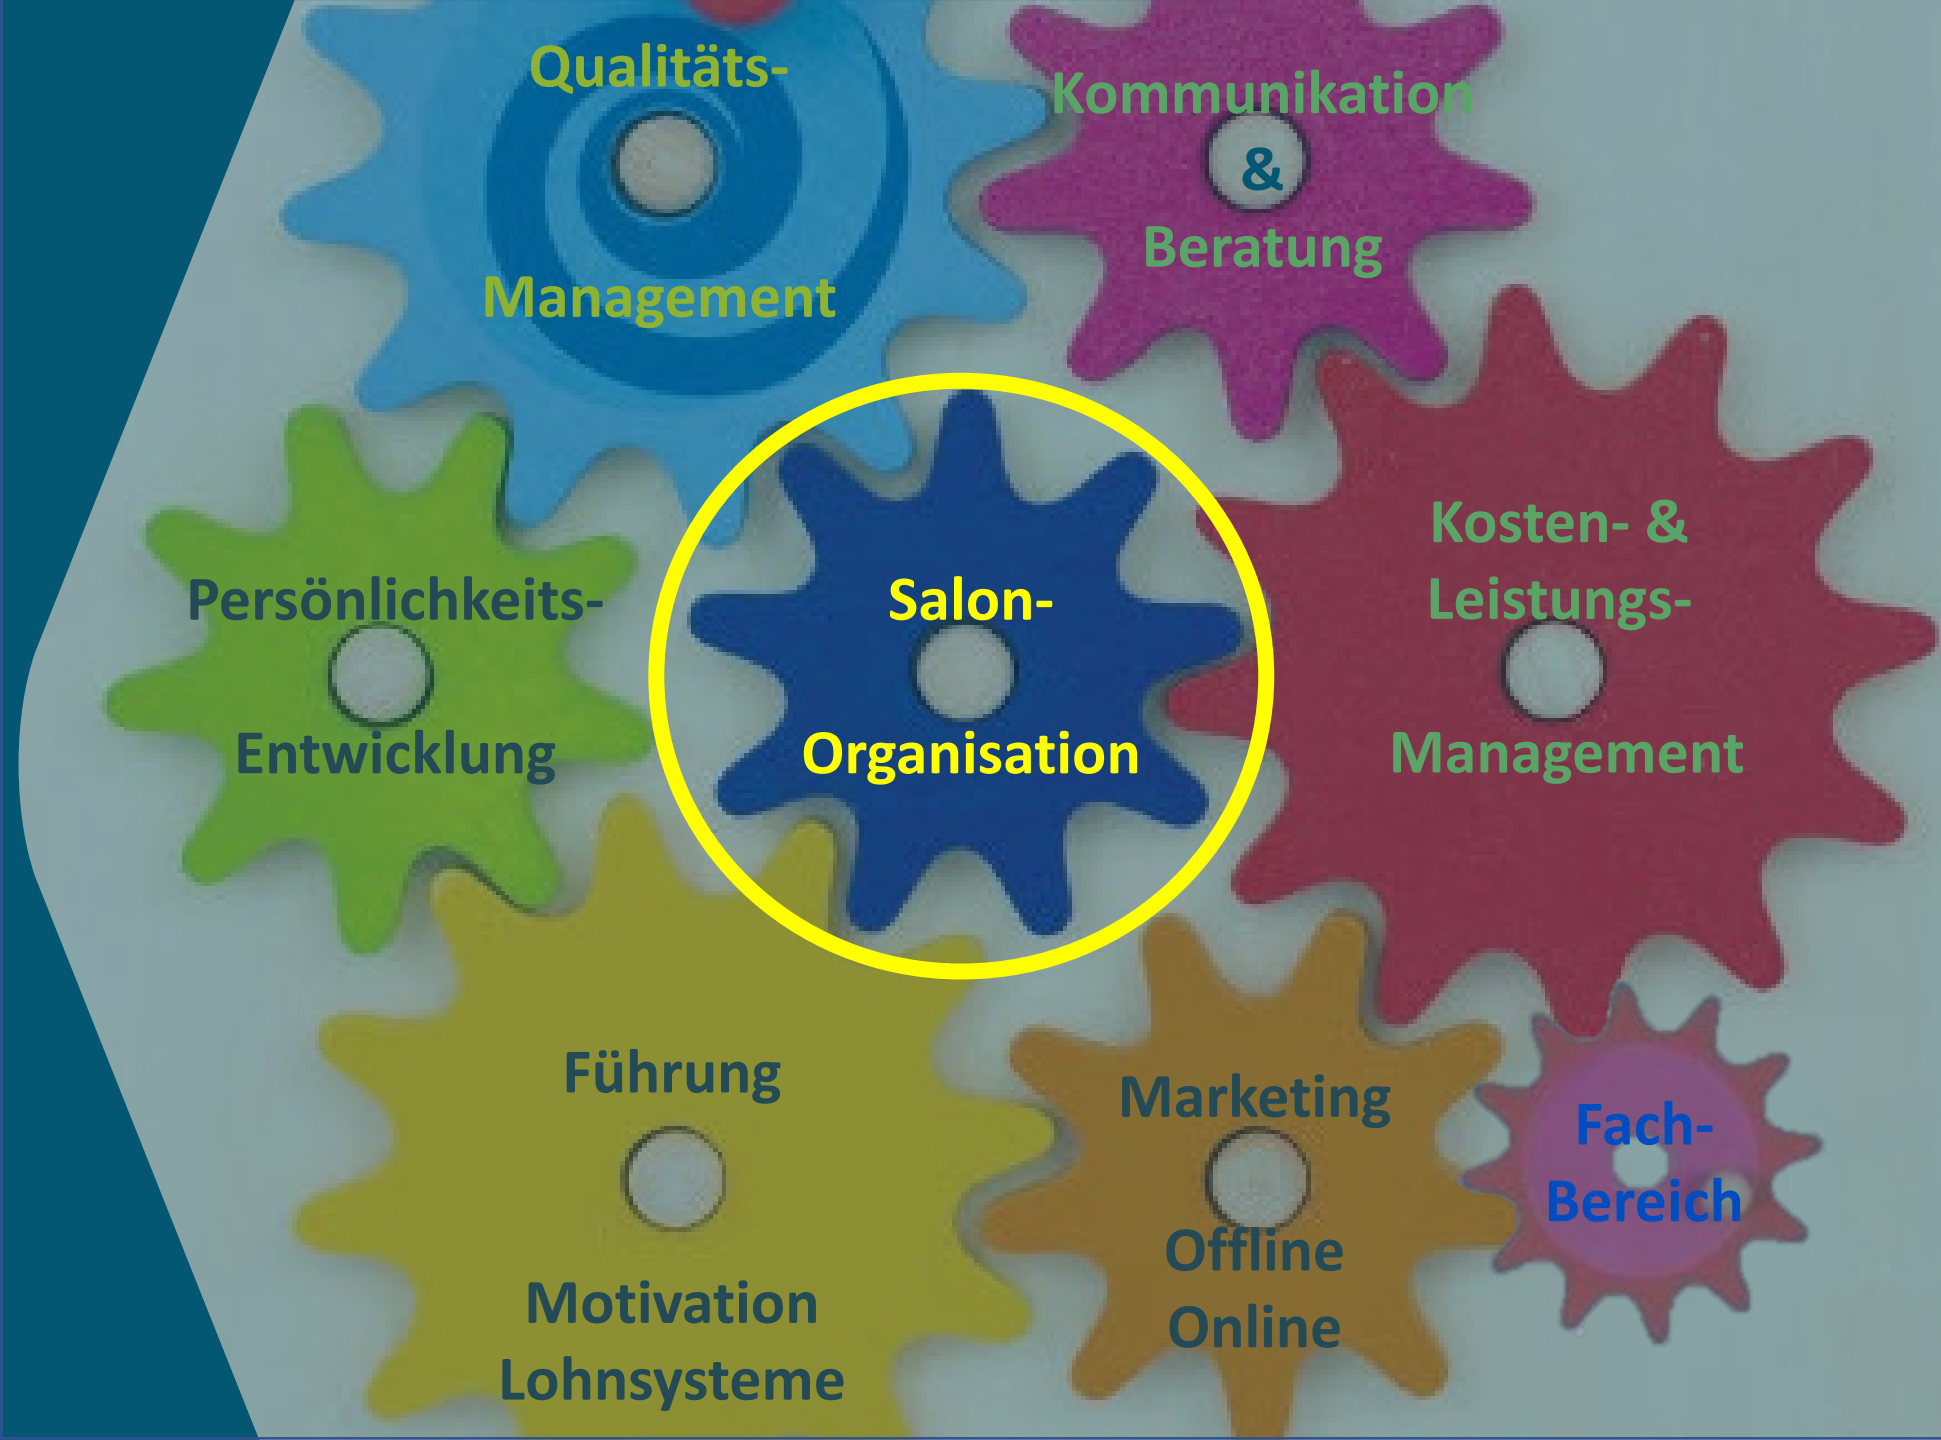 Qualitäts-
Management
Kommunikation
&
Beratung
Persönlichkeits-
Entwicklung
Salon-
Organisation
Kosten- &
Leistungs-
Management
Führung
Motivation
Lohnsysteme
Marketing
Offline
Online
Fach-
Bereich